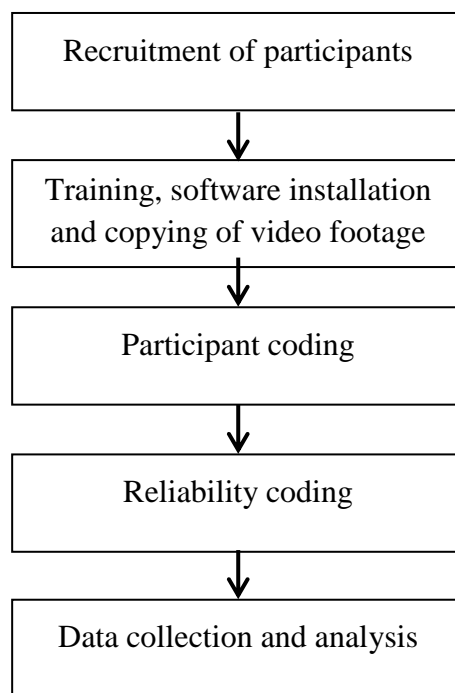 Recruitment of participants
Training, software installation
and copying of video footage
Participant coding
Reliability coding
Data collection and analysis